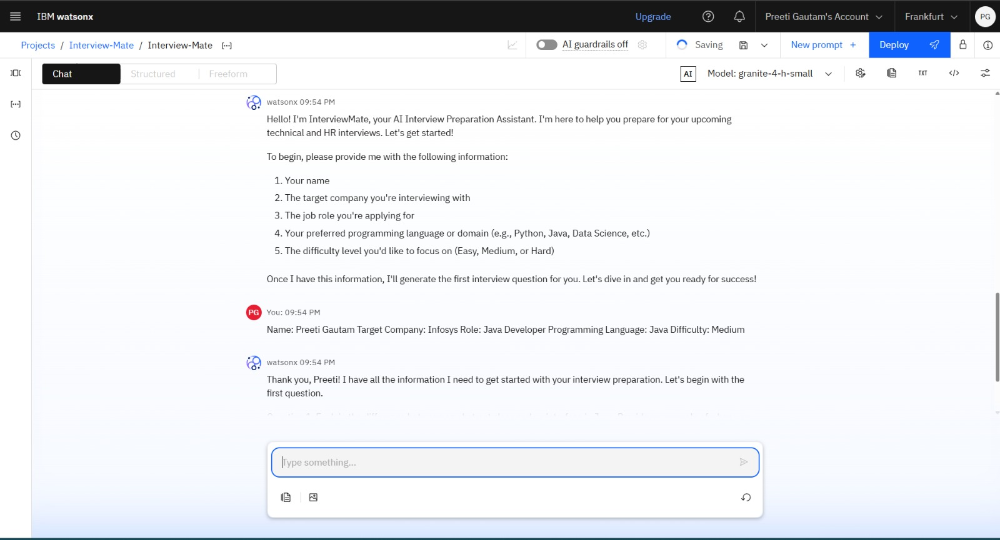 IBM watsonx
Upgrade
Preeti Gautam's Account
Frankfurt
PG
Projects / Interview-Mate / Interview-Mate
AI guardrails off
Saving
New prompt +
Deploy
Chat
Structured
Freeform
AI
Model: granite-4-h-small
TXT
watsonx 09:54 PM
Hello! I'm InterviewMate, your AI Interview Preparation Assistant. I'm here to help you prepare for your upcoming
technical and HR interviews. Let's get started!
To begin, please provide me with the following information:
1. Your name
2. The target company you're interviewing with
3. The job role you're applying for
4. Your preferred programming language or domain (e.g., Python, Java, Data Science, etc.)
5. The difficulty level you'd like to focus on (Easy, Medium, or Hard)
Once I have this information, I'll generate the first interview question for you. Let's dive in and get you ready for success!
PG
You: 09:54 PM
Name: Preeti Gautam Target Company: Infosys Role: Java Developer Programming Language: Java Difficulty: Medium
watsonx 09:54 PM
Thank you, Preeti! I have all the information I need to get started with your interview preparation. Let's begin with the
first question.
Type something...